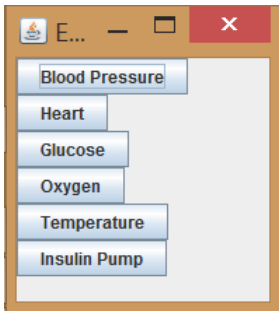 E...
Blood Pressure
Heart
Glucose
Oxygen
Temperature
Insulin Pump